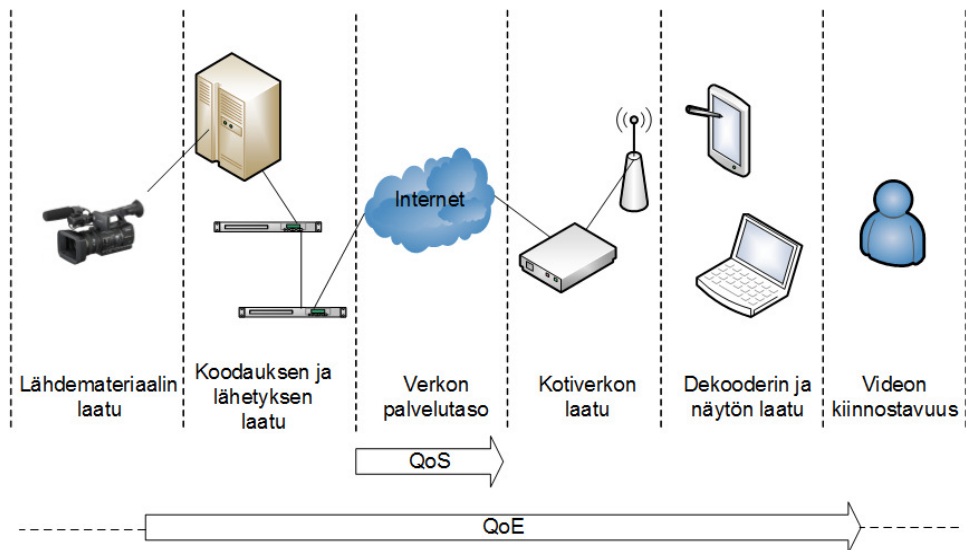 Internet
Lähdemateriaalin
laatu
Koodauksen ja
lähetyksen
laatu
Verkon
palvelutaso
Kotiverkon
laatu
Dekooderin ja
näytön laatu
Videon
kiinnostavuus
QoS
QoE